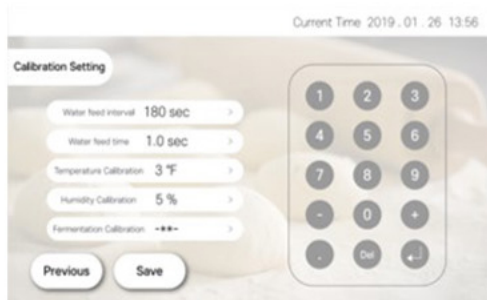 Current Time 2019 . 01 . 26 13:56
Calibration Setting
Water feed interval 180 sec >
Water feed time 1.0 sec >
Temperature Calibration 3 °F >
Humidity Calibration 5 % >
Fermentation Calibration -**- >
Previous Save
1 2 3
4 5 6
7 8 9
- 0 +
. Del ↵